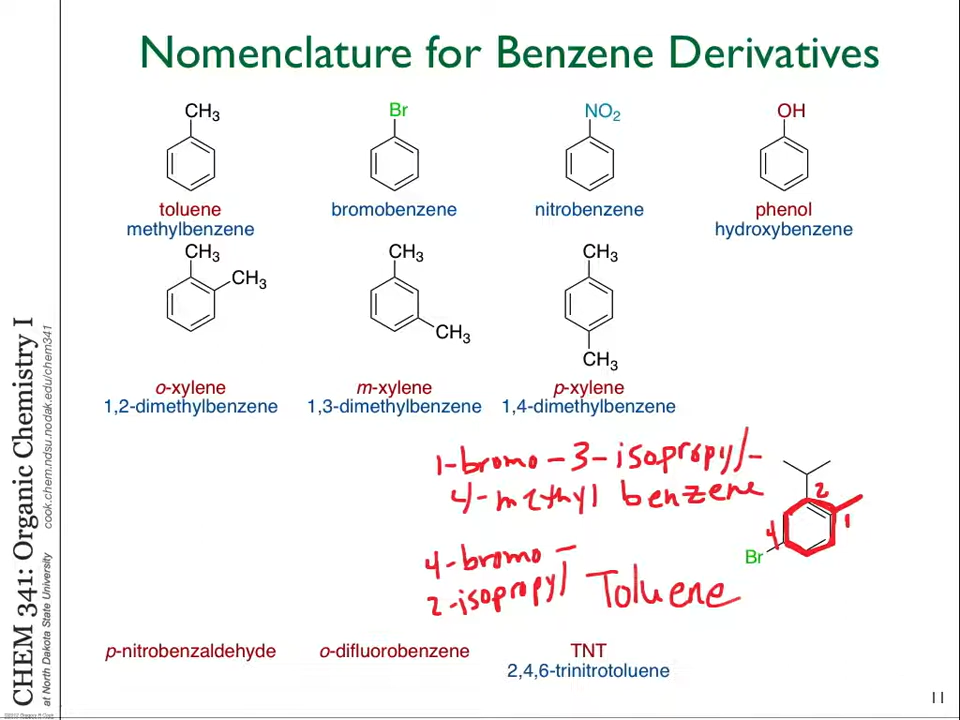 Nomenclature for Benzene Derivatives
CH₃
Br
NO₂
OH
toluene
methylbenzene
bromobenzene
nitrobenzene
phenol
hydroxybenzene
CH₃
CH₃
CH₃
CH₃
CH₃
CH₃
o-xylene
1,2-dimethylbenzene
m-xylene
1,3-dimethylbenzene
p-xylene
1,4-dimethylbenzene
1-bromo-3-isopropyl-
4-methyl benzene
2
1
4
Br
4-bromo-
2-isopropyl Toluene
p-nitrobenzaldehyde
o-difluorobenzene
TNT
2,4,6-trinitrotoluene
CHEM 341: Organic Chemistry I
at North Dakota State University cook.chem.ndsu.nodak.edu/chem341
11